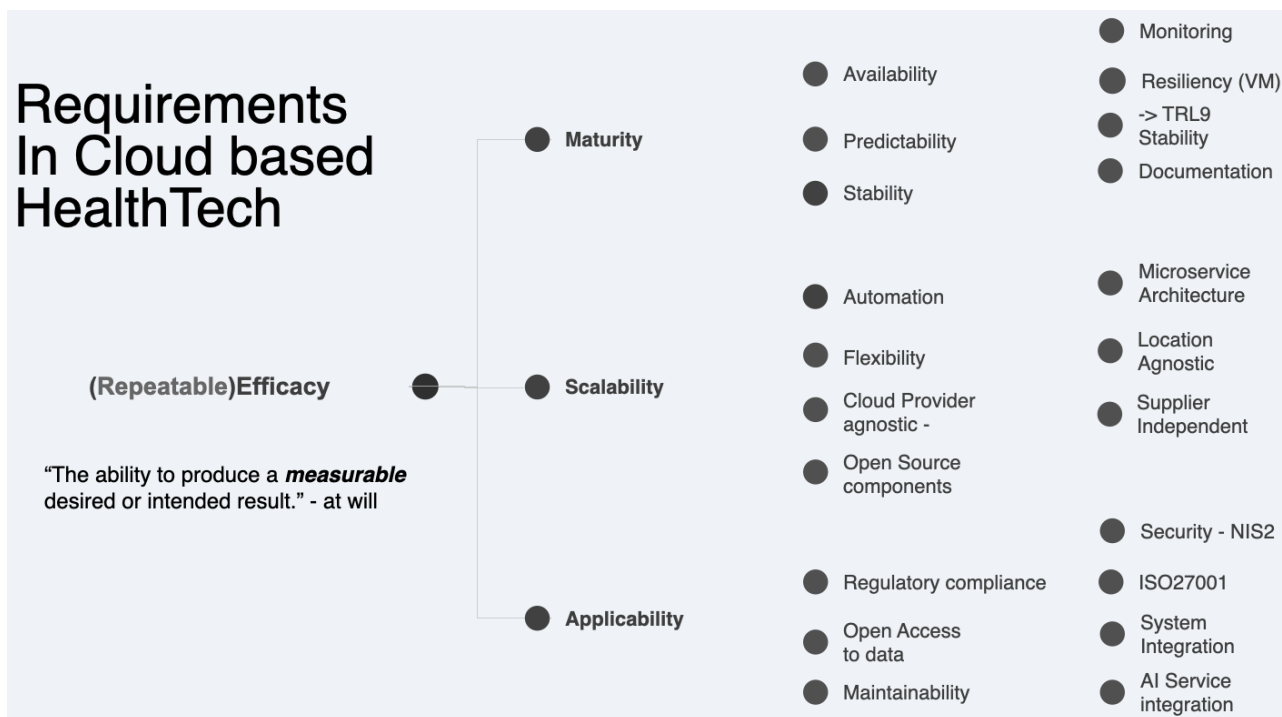 Requirements
In Cloud based
HealthTech
(Repeatable)Efficacy
“The ability to produce a measurable
desired or intended result.” - at will
Maturity
Scalability
Applicability
Availability
Predictability
Stability
Automation
Flexibility
Cloud Provider
agnostic -
Open Source
components
Regulatory compliance
Open Access
to data
Maintainability
Monitoring
Resiliency (VM)
-> TRL9
Stability
Documentation
Microservice
Architecture
Location
Agnostic
Supplier
Independent
Security - NIS2
ISO27001
System
Integration
AI Service
integration